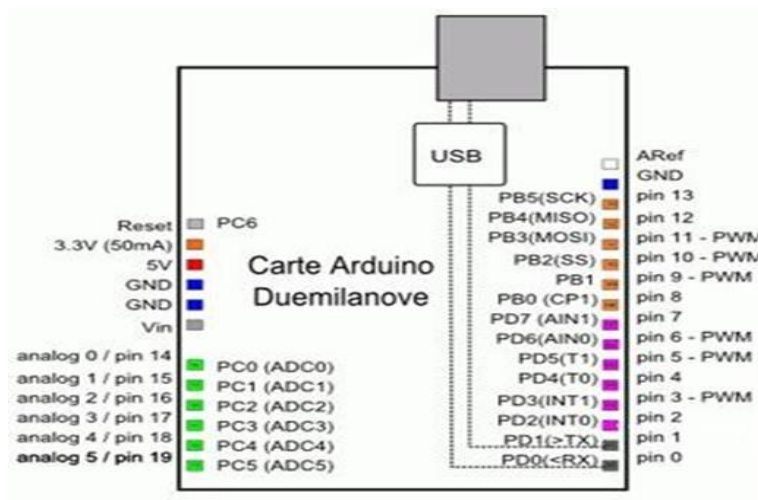 USB
Carte Arduino
Duemilanove
Reset PC6
3.3V (50mA)
5V
GND
GND
Vin
analog 0 / pin 14 PC0 (ADC0)
analog 1 / pin 15 PC1 (ADC1)
analog 2 / pin 16 PC2 (ADC2)
analog 3 / pin 17 PC3 (ADC3)
analog 4 / pin 18 PC4 (ADC4)
analog 5 / pin 19 PC5 (ADC5)
ARef
GND
PB5(SCK) pin 13
PB4(MISO) pin 12
PB3(MOSI) pin 11 - PWM
PB2(SS) pin 10 - PWM
PB1 pin 9 - PWM
PB0 (CP1) pin 8
PD7 (AIN1) pin 7
PD6(AIN0) pin 6 - PWM
PD5(T1) pin 5 - PWM
PD4(T0) pin 4
PD3(INT1) pin 3 - PWM
PD2(INT0) pin 2
PD1(>TX) pin 1
PD0(<RX) pin 0